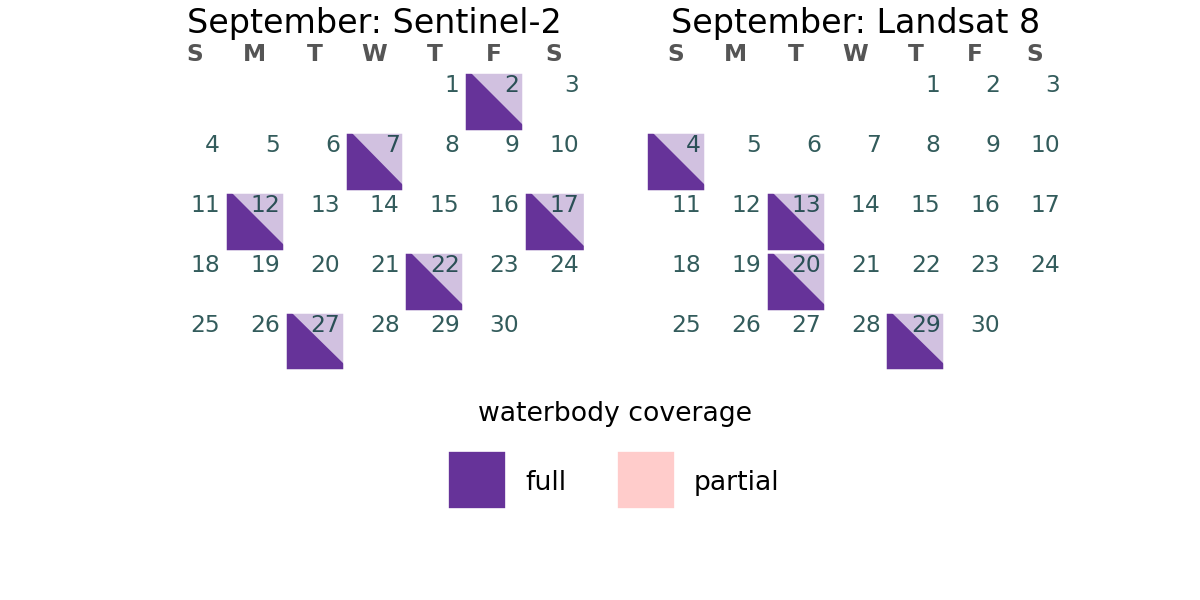 September: Sentinel-2
S M T W T F S
1 2 3
4 5 6 7 8 9 10
11 12 13 14 15 16 17
18 19 20 21 22 23 24
25 26 27 28 29 30
September: Landsat 8
S M T W T F S
1 2 3
4 5 6 7 8 9 10
11 12 13 14 15 16 17
18 19 20 21 22 23 24
25 26 27 28 29 30
waterbody coverage
full
partial